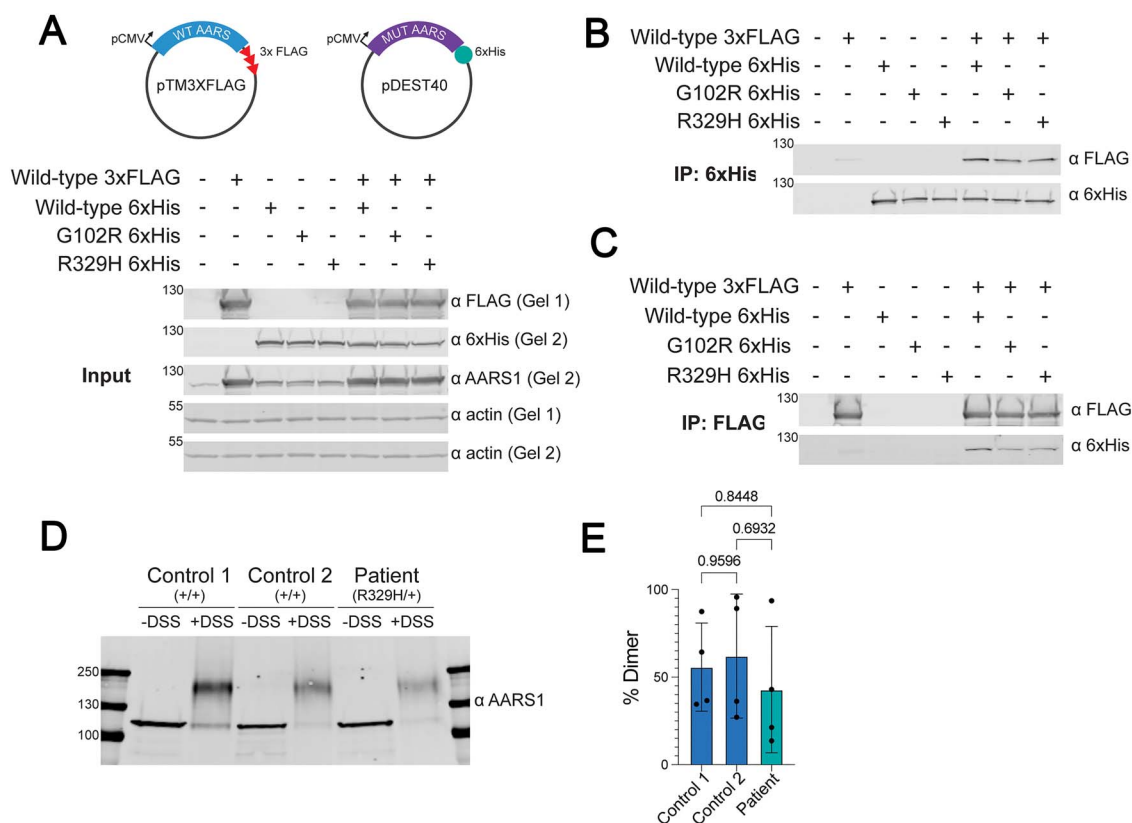 A
pCMV
WT AARS
3x FLAG
pTM3XFLAG
pCMV
MUT AARS
6xHis
pDEST40
Wild-type 3xFLAG - + - - - + + +
Wild-type 6xHis - - + - - + - -
G102R 6xHis - - - + - - + -
R329H 6xHis - - - - + - - +
Input
130 α FLAG (Gel 1)
130 α 6xHis (Gel 2)
130 α AARS1 (Gel 2)
55 α actin (Gel 1)
55 α actin (Gel 2)
B
Wild-type 3xFLAG - + - - - + + +
Wild-type 6xHis - - + - - + - -
G102R 6xHis - - - + - - + -
R329H 6xHis - - - - + - - +
IP: 6xHis
130 α FLAG
130 α 6xHis
C
Wild-type 3xFLAG - + - - - + + +
Wild-type 6xHis - - + - - + - -
G102R 6xHis - - - + - - + -
R329H 6xHis - - - - + - - +
IP: FLAG
130 α FLAG
130 α 6xHis
D
Control 1 Control 2 Patient
(+/+) (+/+) (R329H/+)
-DSS +DSS -DSS +DSS -DSS +DSS
250
130
100
α AARS1
E
0.8448
0.6932
0.9596
% Dimer
100
50
0
Control 1
Control 2
Patient